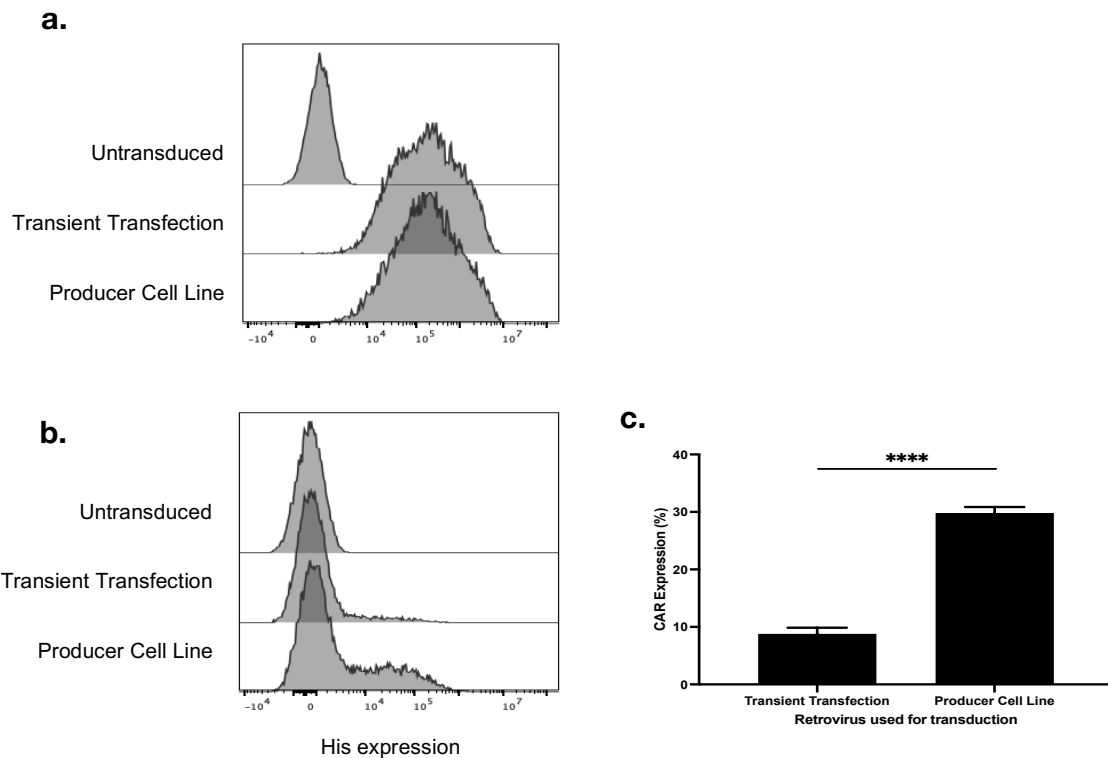 a.
Untransduced
Transient Transfection
Producer Cell Line
-10^4 0 10^4 10^5 10^7
b.
Untransduced
Transient Transfection
Producer Cell Line
-10^4 0 10^4 10^5 10^7
His expression
c.
****
CAR Expression (%)
40
30
20
10
0
Transient Transfection Producer Cell Line
Retrovirus used for transduction